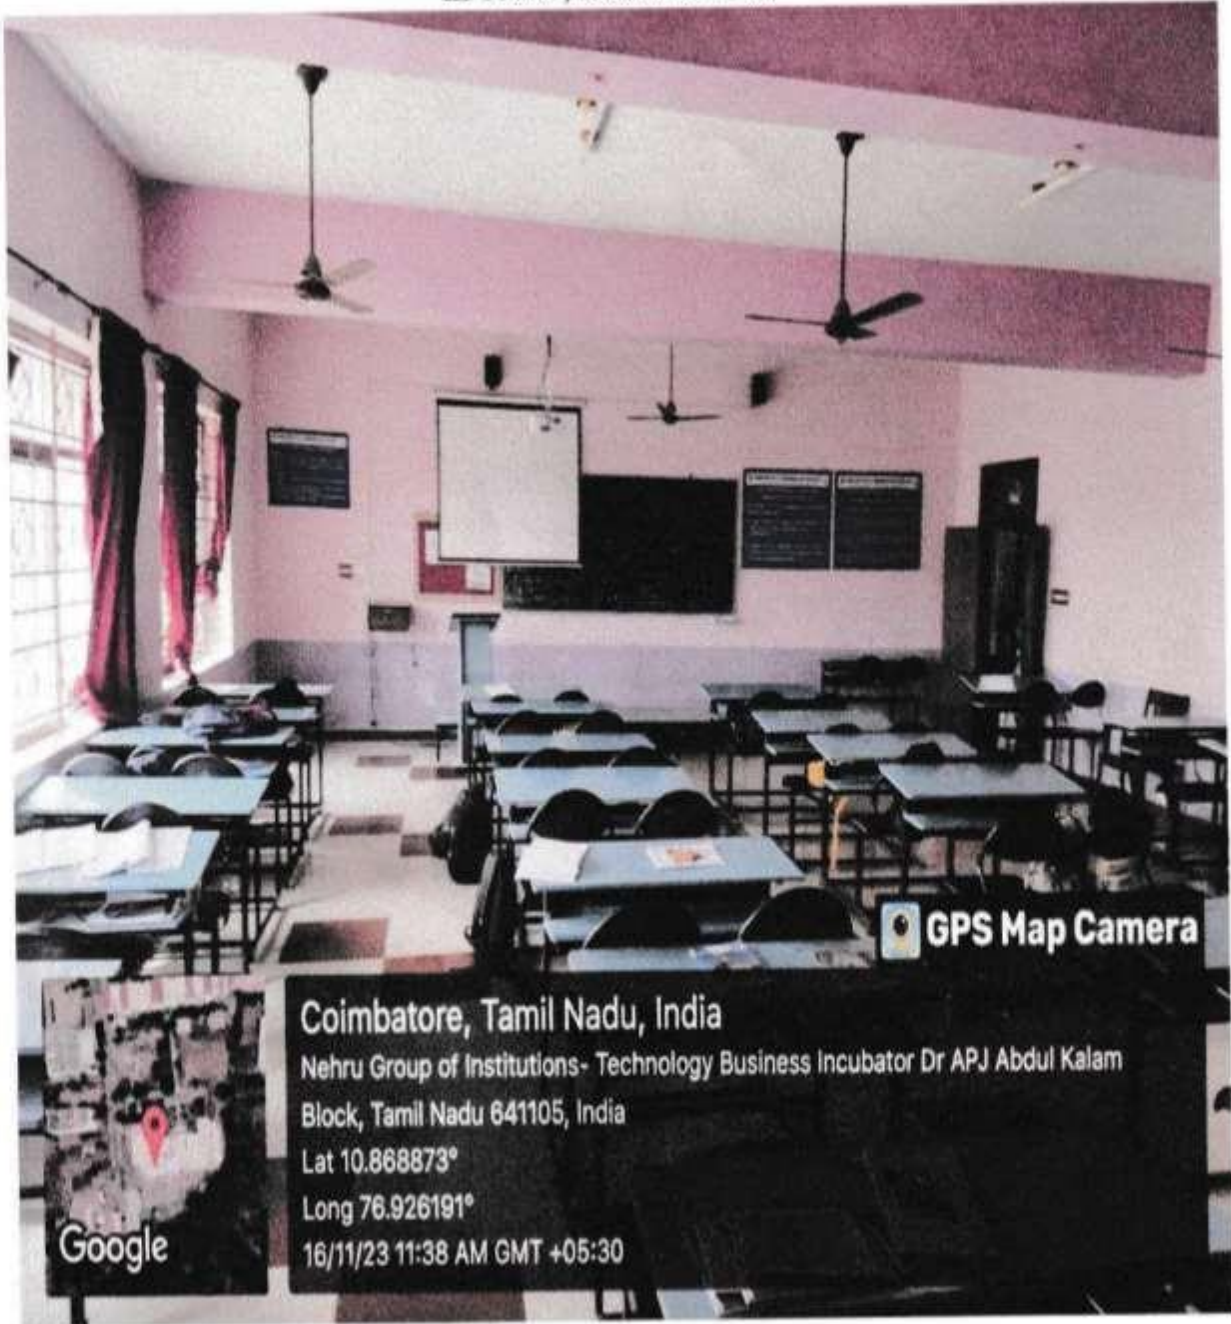 GPS Map Camera
Coimbatore, Tamil Nadu, India
Nehru Group of Institutions- Technology Business Incubator Dr APJ Abdul Kalam
Block, Tamil Nadu 641105, India
Lat 10.868873°
Long 76.926191°
16/11/23 11:38 AM GMT +05:30
Google